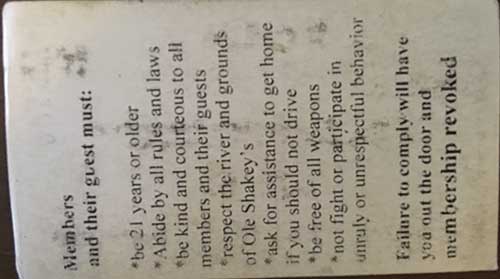 Members
and their guest must:
*be 21 years or older
*Abide by all rules and laws
*be kind and courteous to all
members and their guests
*respect the river and grounds
of Ole Shakey's
*ask for assistance to get home
if you should not drive
*be free of all weapons
*not fight or participate in
unruly or unrespectful behavior
Failure to comply will have
you out the door and
membership revoked